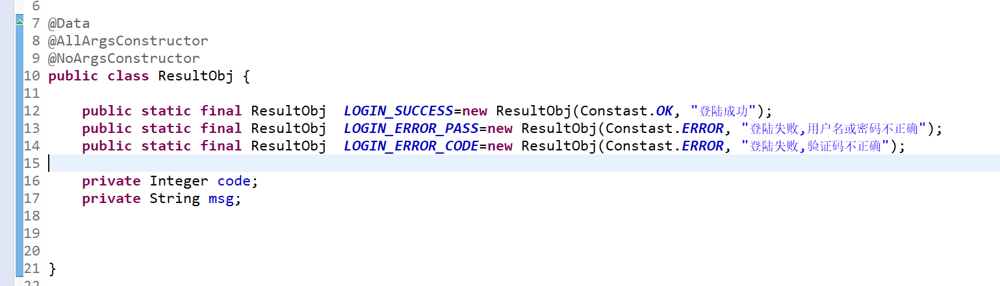 6
7 @Data
8 @AllArgsConstructor
9 @NoArgsConstructor
10 public class ResultObj {
11
12     public static final ResultObj  LOGIN_SUCCESS=new ResultObj(Constast.OK, "登陆成功");
13     public static final ResultObj  LOGIN_ERROR_PASS=new ResultObj(Constast.ERROR, "登陆失败,用户名或密码不正确");
14     public static final ResultObj  LOGIN_ERROR_CODE=new ResultObj(Constast.ERROR, "登陆失败,验证码不正确");
15
16     private Integer code;
17     private String msg;
18
19
20
21 }
22